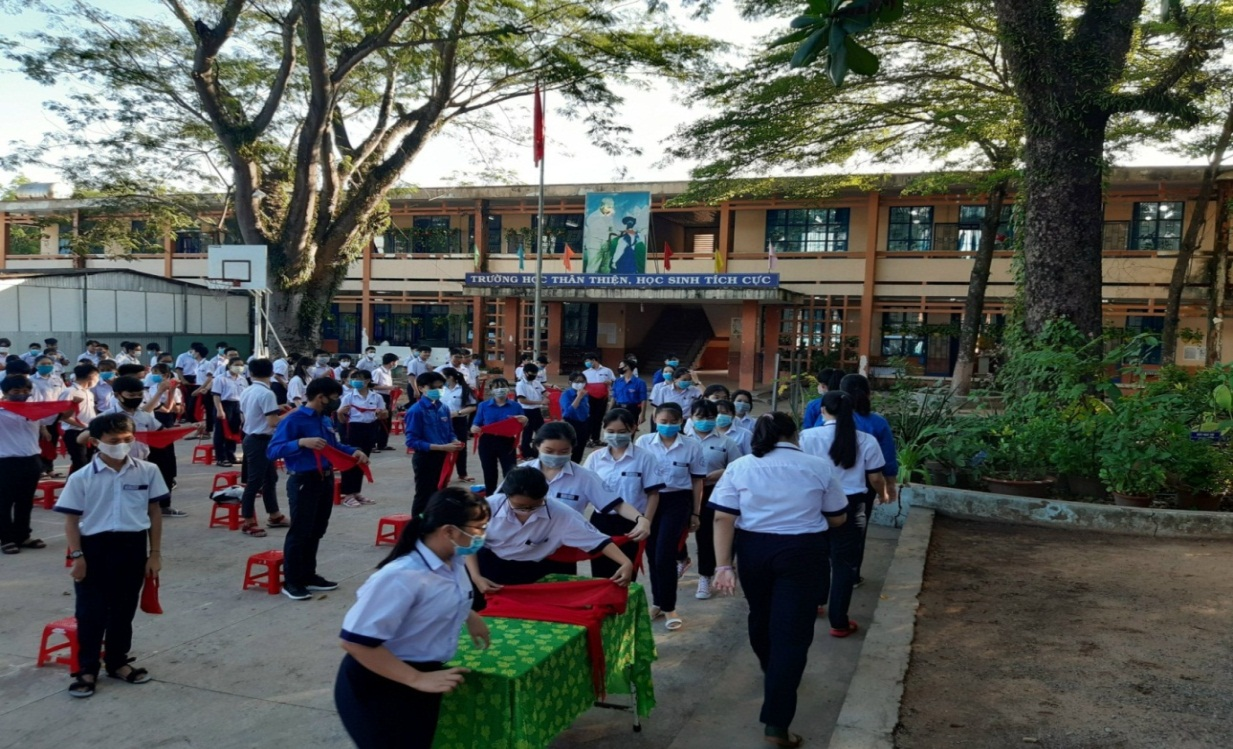 TRƯỜNG HỌC THÂN THIỆN, HỌC SINH TÍCH CỰC